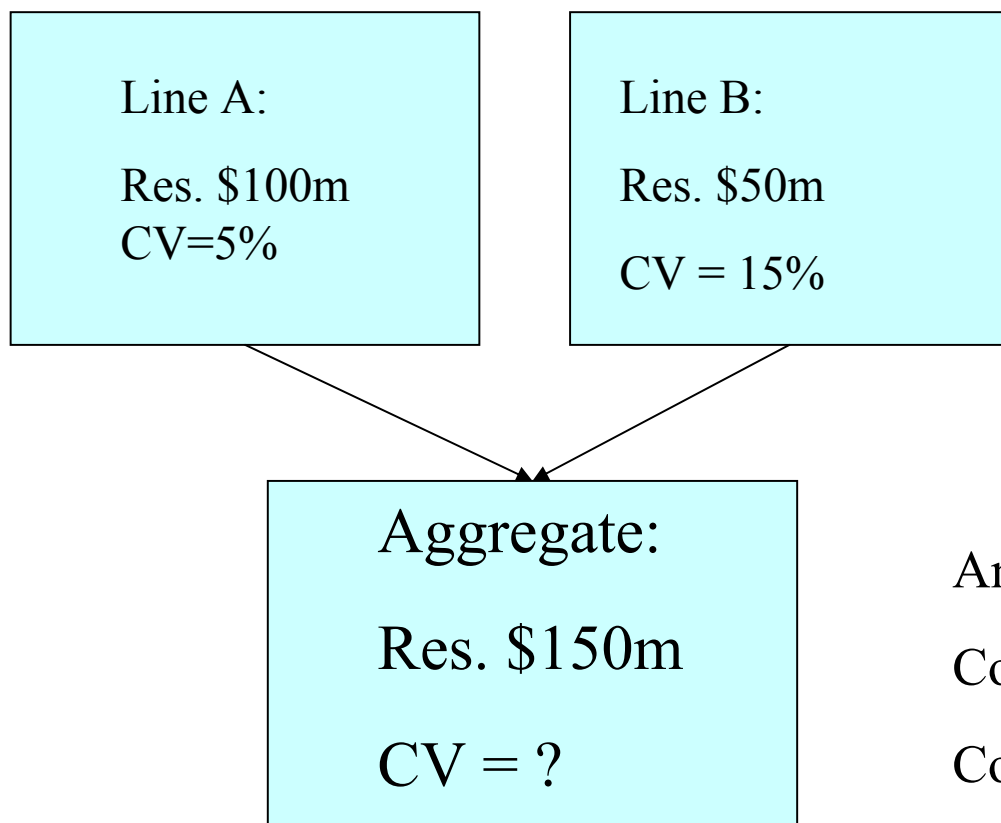 Line A:
Res. $100m
CV=5%
Line B:
Res. $50m
CV = 15%
Aggregate:
Res. $150m
CV = ?